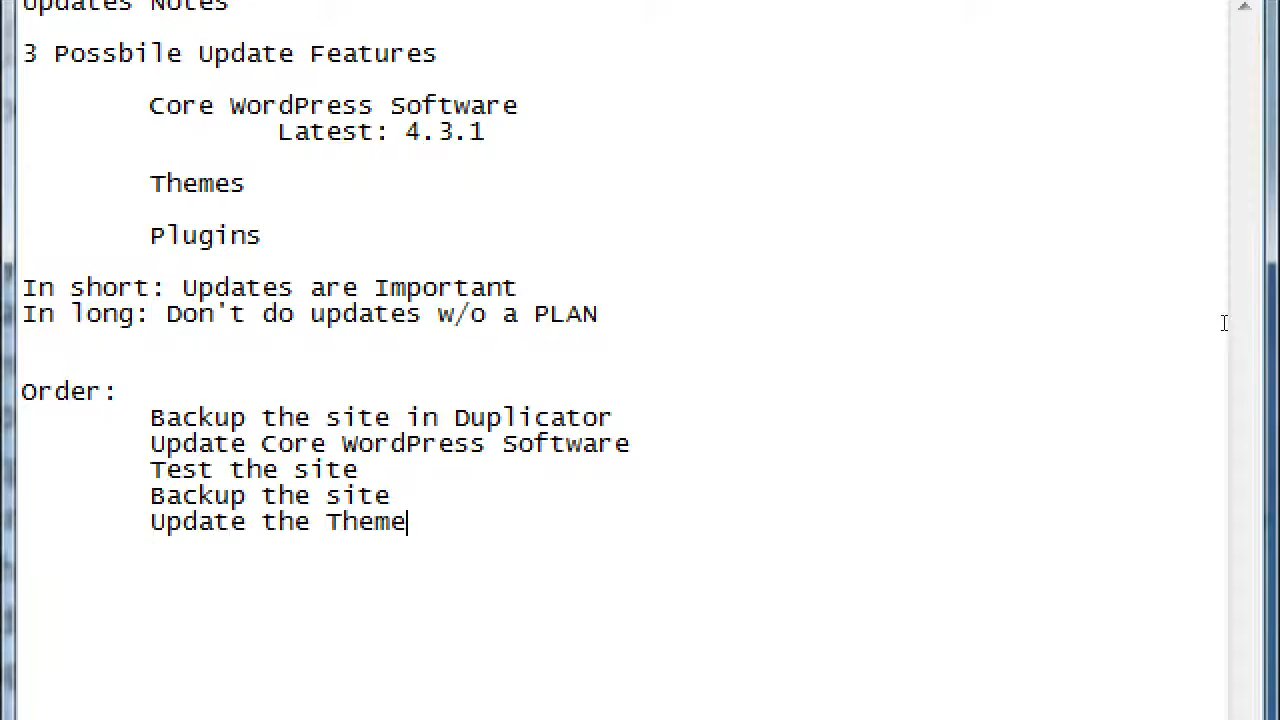 Updates Notes
3 Possbile Update Features
Core WordPress Software
Latest: 4.3.1
Themes
Plugins
In short: Updates are Important
In long: Don't do updates w/o a PLAN
Order:
Backup the site in Duplicator
Update Core WordPress Software
Test the site
Backup the site
Update the Theme